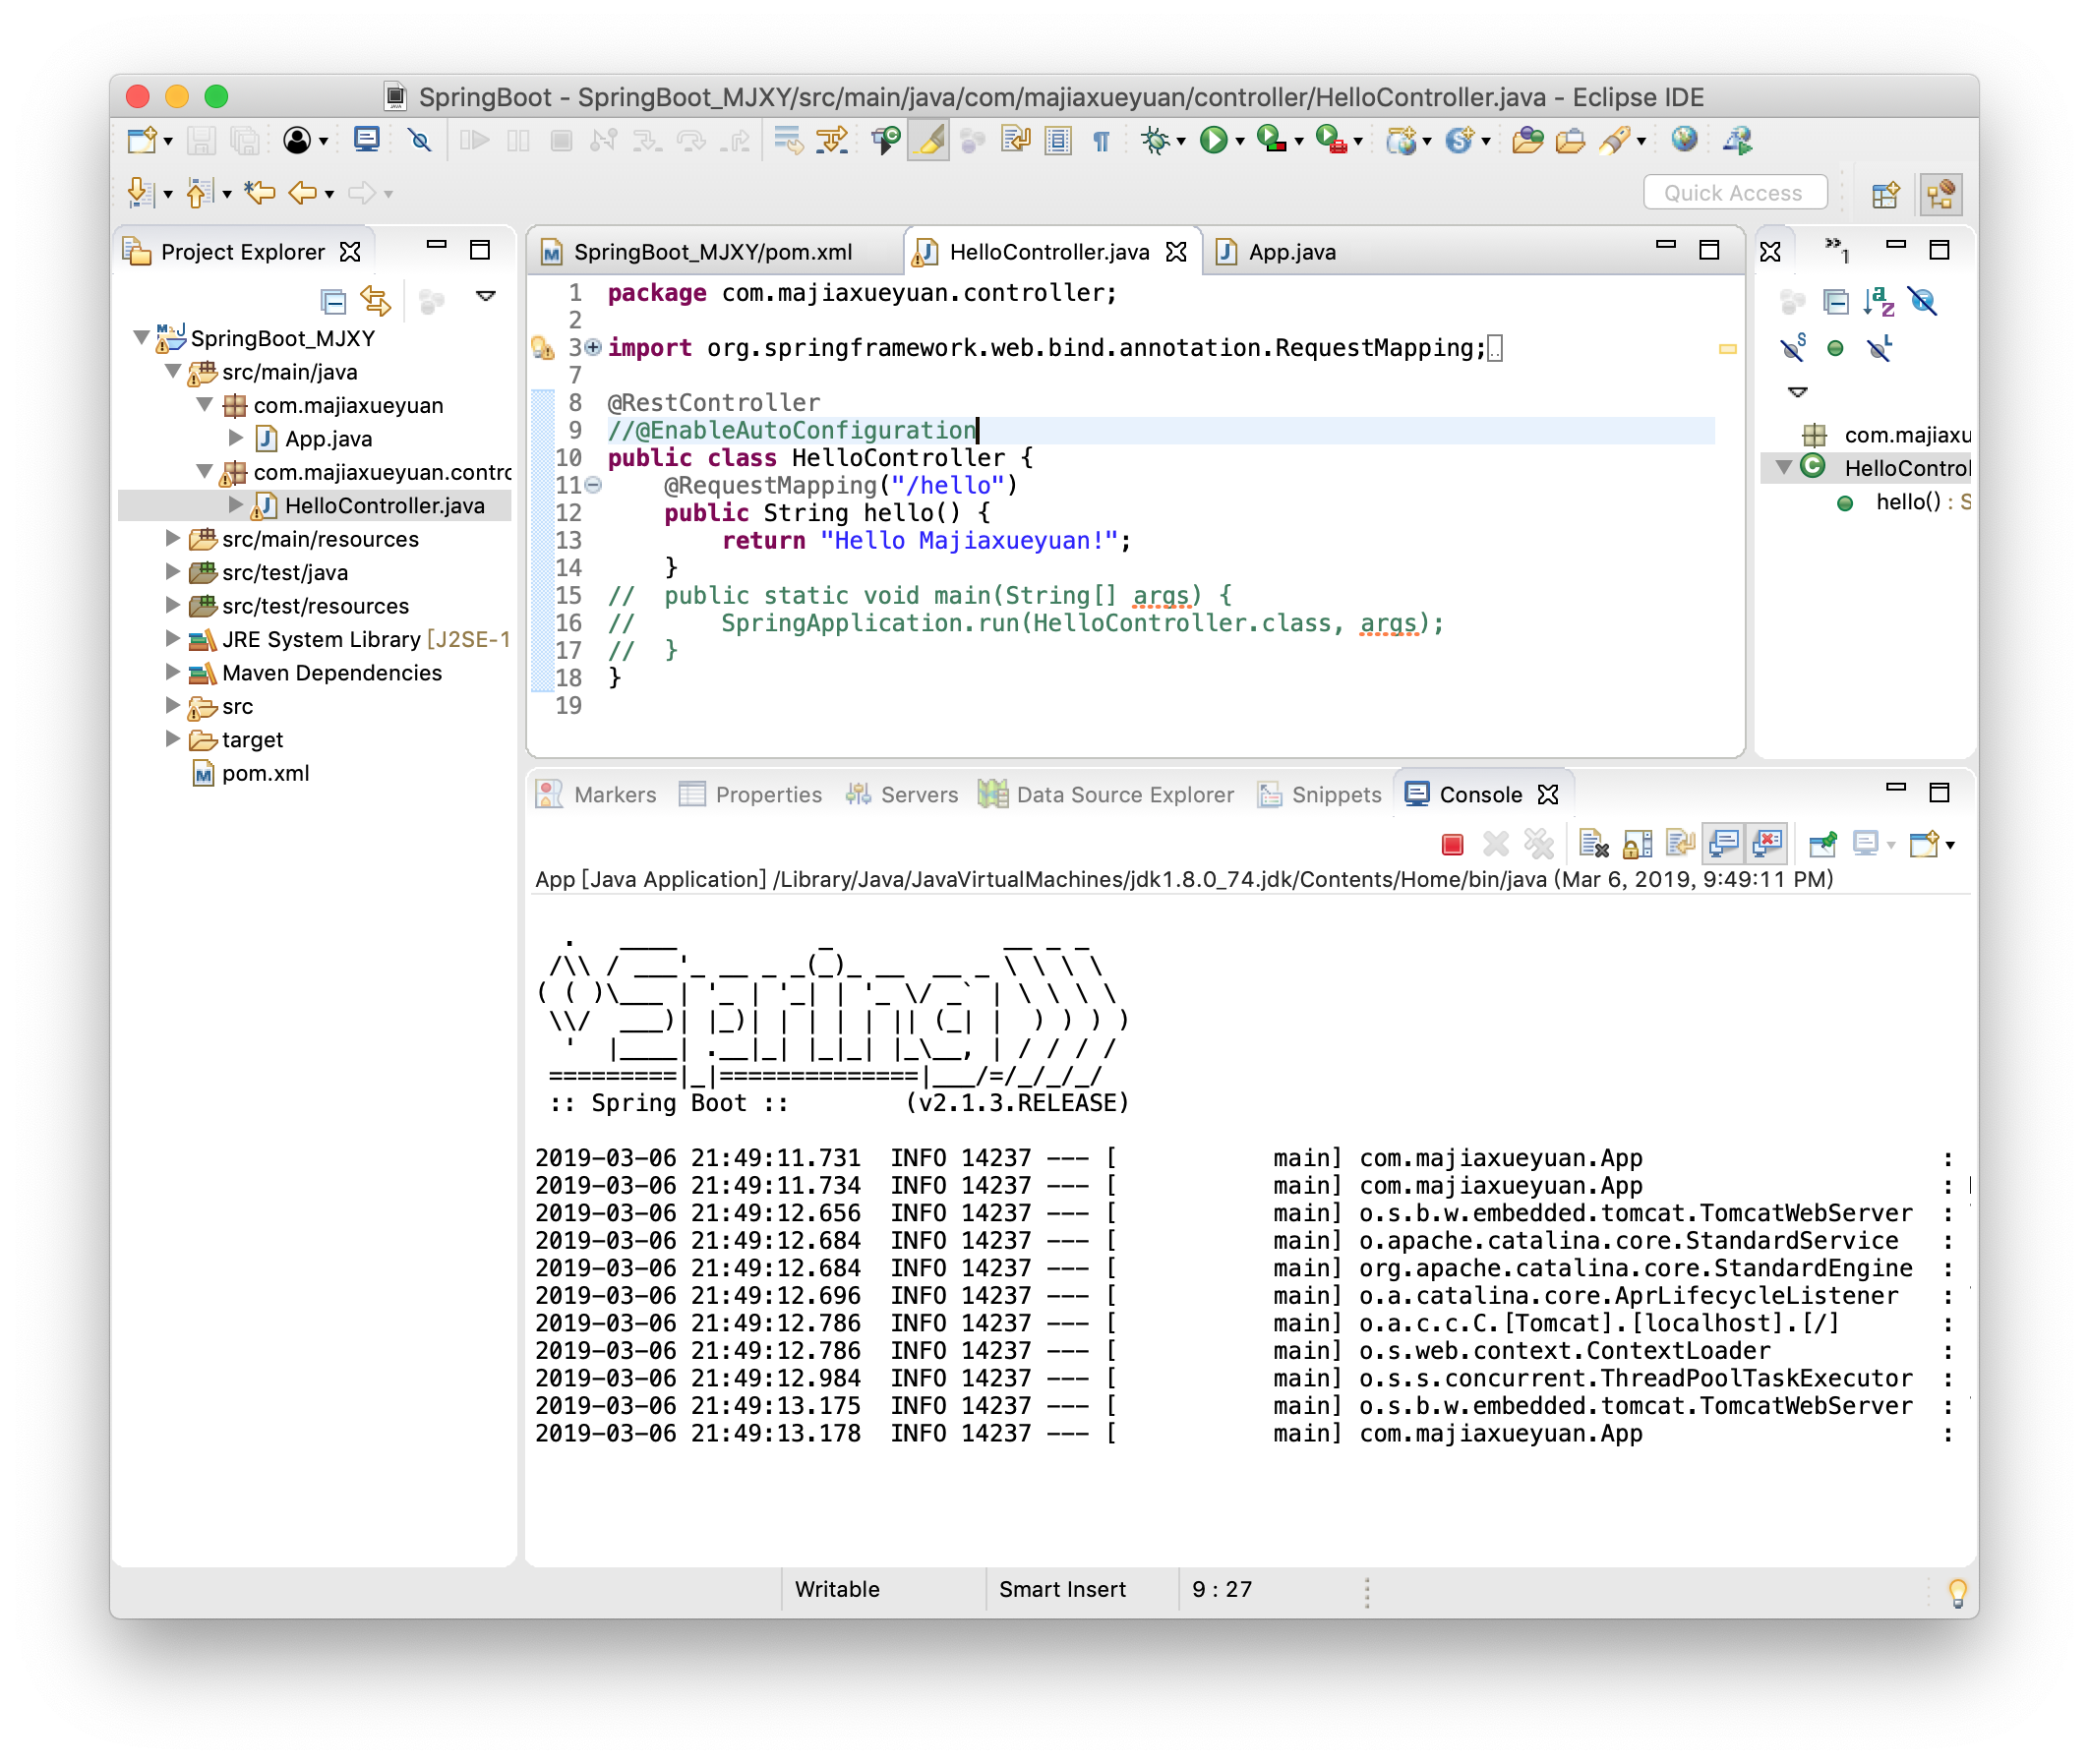 SpringBoot - SpringBoot_MJXY/src/main/java/com/majiaxueyuan/controller/HelloController.java - Eclipse IDE
Quick Access
Project Explorer
SpringBoot_MJXY
src/main/java
com.majiaxueyuan
App.java
com.majiaxueyuan.contrc
HelloController.java
src/main/resources
src/test/java
src/test/resources
JRE System Library [J2SE-1
Maven Dependencies
src
target
pom.xml
SpringBoot_MJXY/pom.xml HelloController.java App.java
1 package com.majiaxueyuan.controller;
2
3 import org.springframework.web.bind.annotation.RequestMapping;
7
8 @RestController
9 //@EnableAutoConfiguration
10 public class HelloController {
11 @RequestMapping("/hello")
12 public String hello() {
13 return "Hello Majiaxueyuan!";
14 }
15 // public static void main(String[] args) {
16 // SpringApplication.run(HelloController.class, args);
17 // }
18 }
19
com.majiaxu
HelloControl
hello() : S
Markers Properties Servers Data Source Explorer Snippets Console
App [Java Application] /Library/Java/JavaVirtualMachines/jdk1.8.0_74.jdk/Contents/Home/bin/java (Mar 6, 2019, 9:49:11 PM)
  .   ____          _            __ _ _
 /\\ / ___'_ __ _ _(_)_ __  __ _ \ \ \ \
( ( )\___ | '_ | '_| | '_ \/ _` | \ \ \ \
 \\/  ___)| |_)| | | | | || (_| |  ) ) ) )
  '  |____| .__|_| |_|_| |_\__, | / / / /
 =========|_|==============|___/=/_/_/_/
 :: Spring Boot ::        (v2.1.3.RELEASE)
2019-03-06 21:49:11.731 INFO 14237 --- [ main] com.majiaxueyuan.App :
2019-03-06 21:49:11.734 INFO 14237 --- [ main] com.majiaxueyuan.App :
2019-03-06 21:49:12.656 INFO 14237 --- [ main] o.s.b.w.embedded.tomcat.TomcatWebServer :
2019-03-06 21:49:12.684 INFO 14237 --- [ main] o.apache.catalina.core.StandardService :
2019-03-06 21:49:12.684 INFO 14237 --- [ main] org.apache.catalina.core.StandardEngine :
2019-03-06 21:49:12.696 INFO 14237 --- [ main] o.a.catalina.core.AprLifecycleListener :
2019-03-06 21:49:12.786 INFO 14237 --- [ main] o.a.c.c.C.[Tomcat].[localhost].[/] :
2019-03-06 21:49:12.786 INFO 14237 --- [ main] o.s.web.context.ContextLoader :
2019-03-06 21:49:12.984 INFO 14237 --- [ main] o.s.s.concurrent.ThreadPoolTaskExecutor :
2019-03-06 21:49:13.175 INFO 14237 --- [ main] o.s.b.w.embedded.tomcat.TomcatWebServer :
2019-03-06 21:49:13.178 INFO 14237 --- [ main] com.majiaxueyuan.App :
Writable Smart Insert 9 : 27